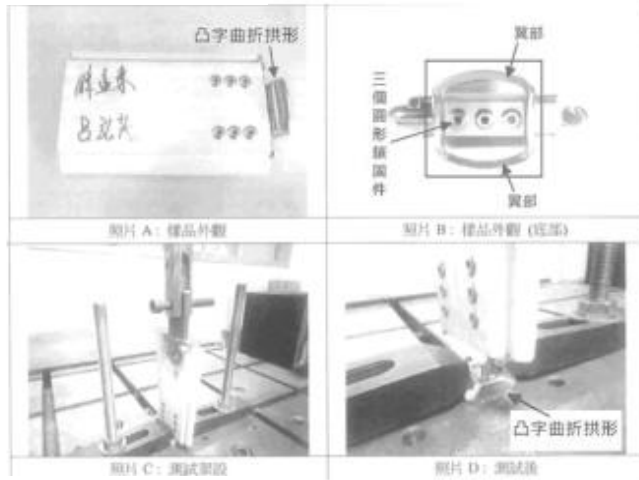 凸字曲折拱形
照片 A：樣品外觀
翼部
三個圓形鎖固件
翼部
照片 B：樣品外觀 (底部)
照片 C：測試架設
凸字曲折拱形
照片 D：測試後